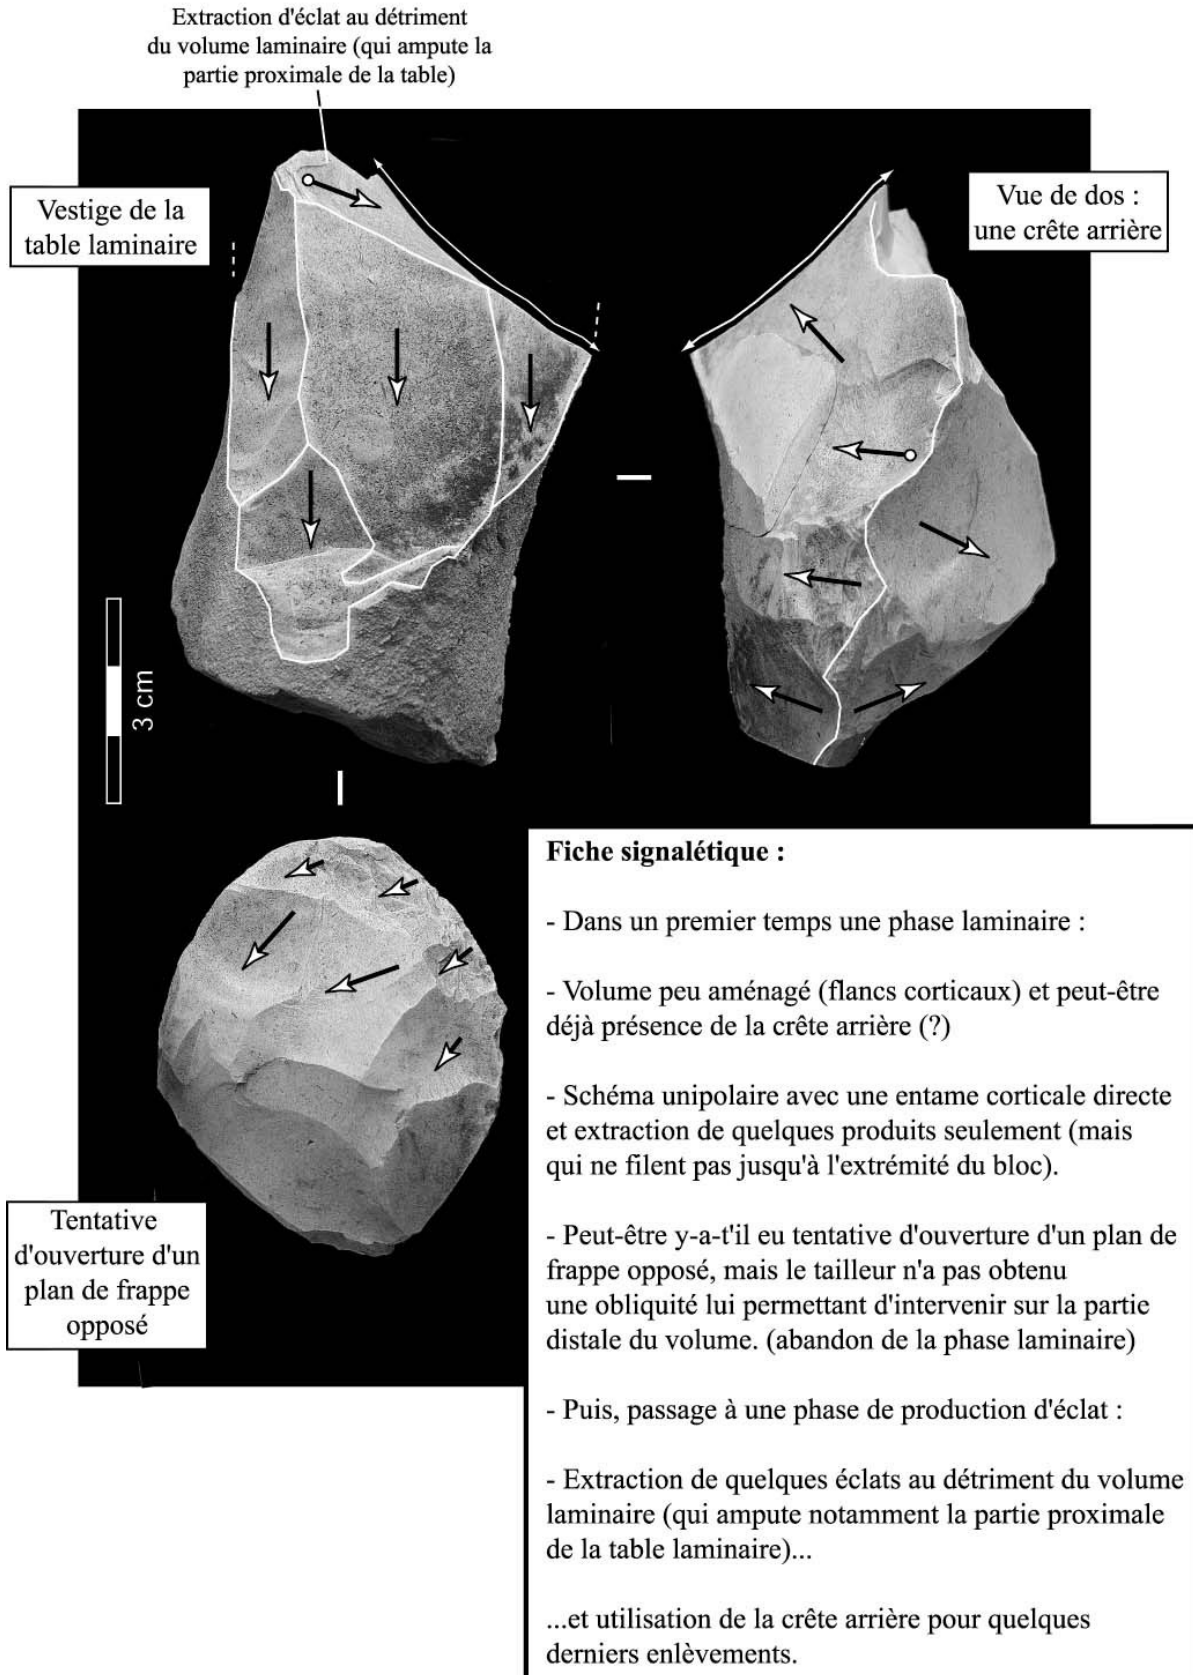 Extraction d'éclat au détriment
du volume laminaire (qui ampute la
partie proximale de la table)
Vestige de la
table laminaire
Vue de dos :
une crête arrière
3 cm
Tentative
d'ouverture d'un
plan de frappe
opposé
Fiche signalétique :
- Dans un premier temps une phase laminaire :
- Volume peu aménagé (flancs corticaux) et peut-être
déjà présence de la crête arrière (?)
- Schéma unipolaire avec une entame corticale directe
et extraction de quelques produits seulement (mais
qui ne filent pas jusqu'à l'extrémité du bloc).
- Peut-être y-a-t'il eu tentative d'ouverture d'un plan de
frappe opposé, mais le tailleur n'a pas obtenu
une obliquité lui permettant d'intervenir sur la partie
distale du volume. (abandon de la phase laminaire)
- Puis, passage à une phase de production d'éclat :
- Extraction de quelques éclats au détriment du volume
laminaire (qui ampute notamment la partie proximale
de la table laminaire)...
...et utilisation de la crête arrière pour quelques
derniers enlèvements.